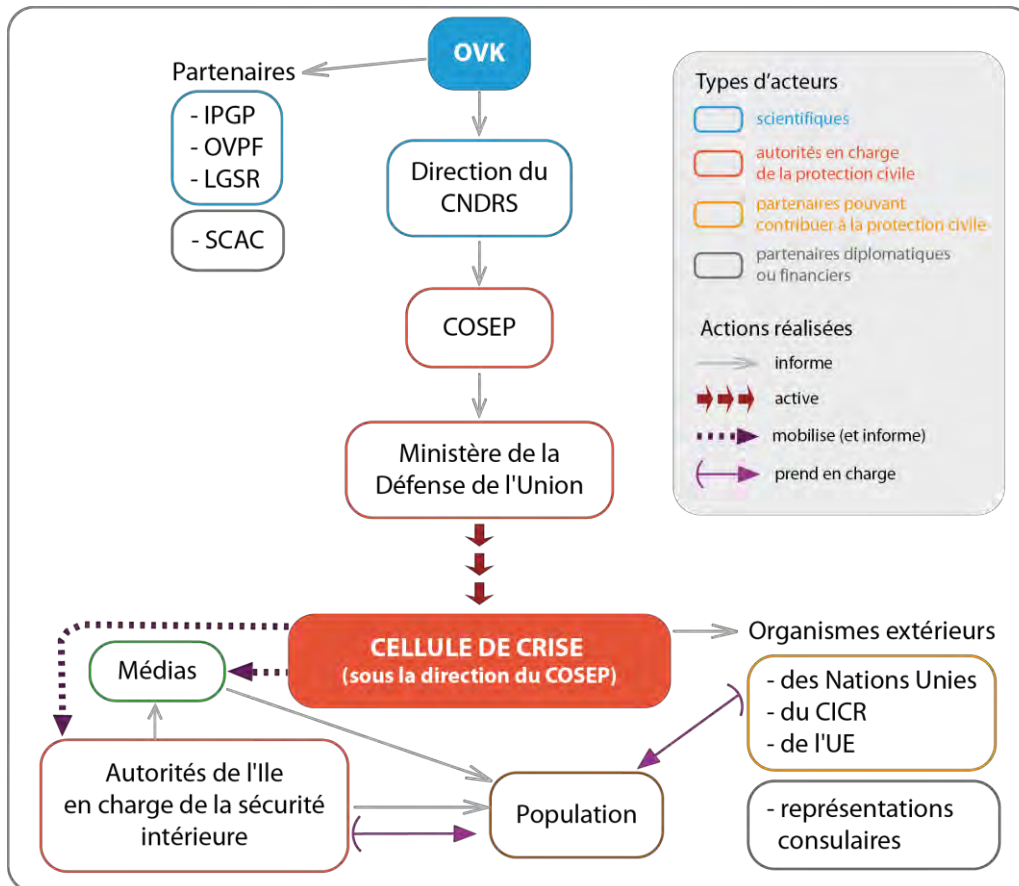 OVK
Partenaires
- IPGP
- OVPF
- LGSR
- SCAC
Direction du
CNDRS
COSEP
Ministère de la
Défense de l'Union
CELLULE DE CRISE
(sous la direction du COSEP)
Médias
Autorités de l'Ile
en charge de la sécurité
intérieure
Population
Organismes extérieurs
- des Nations Unies
- du CICR
- de l'UE
- représentations
consulaires
Types d'acteurs
scientifiques
autorités en charge
de la protection civile
partenaires pouvant
contribuer à la protection civile
partenaires diplomatiques
ou financiers
Actions réalisées
informe
active
mobilise (et informe)
prend en charge